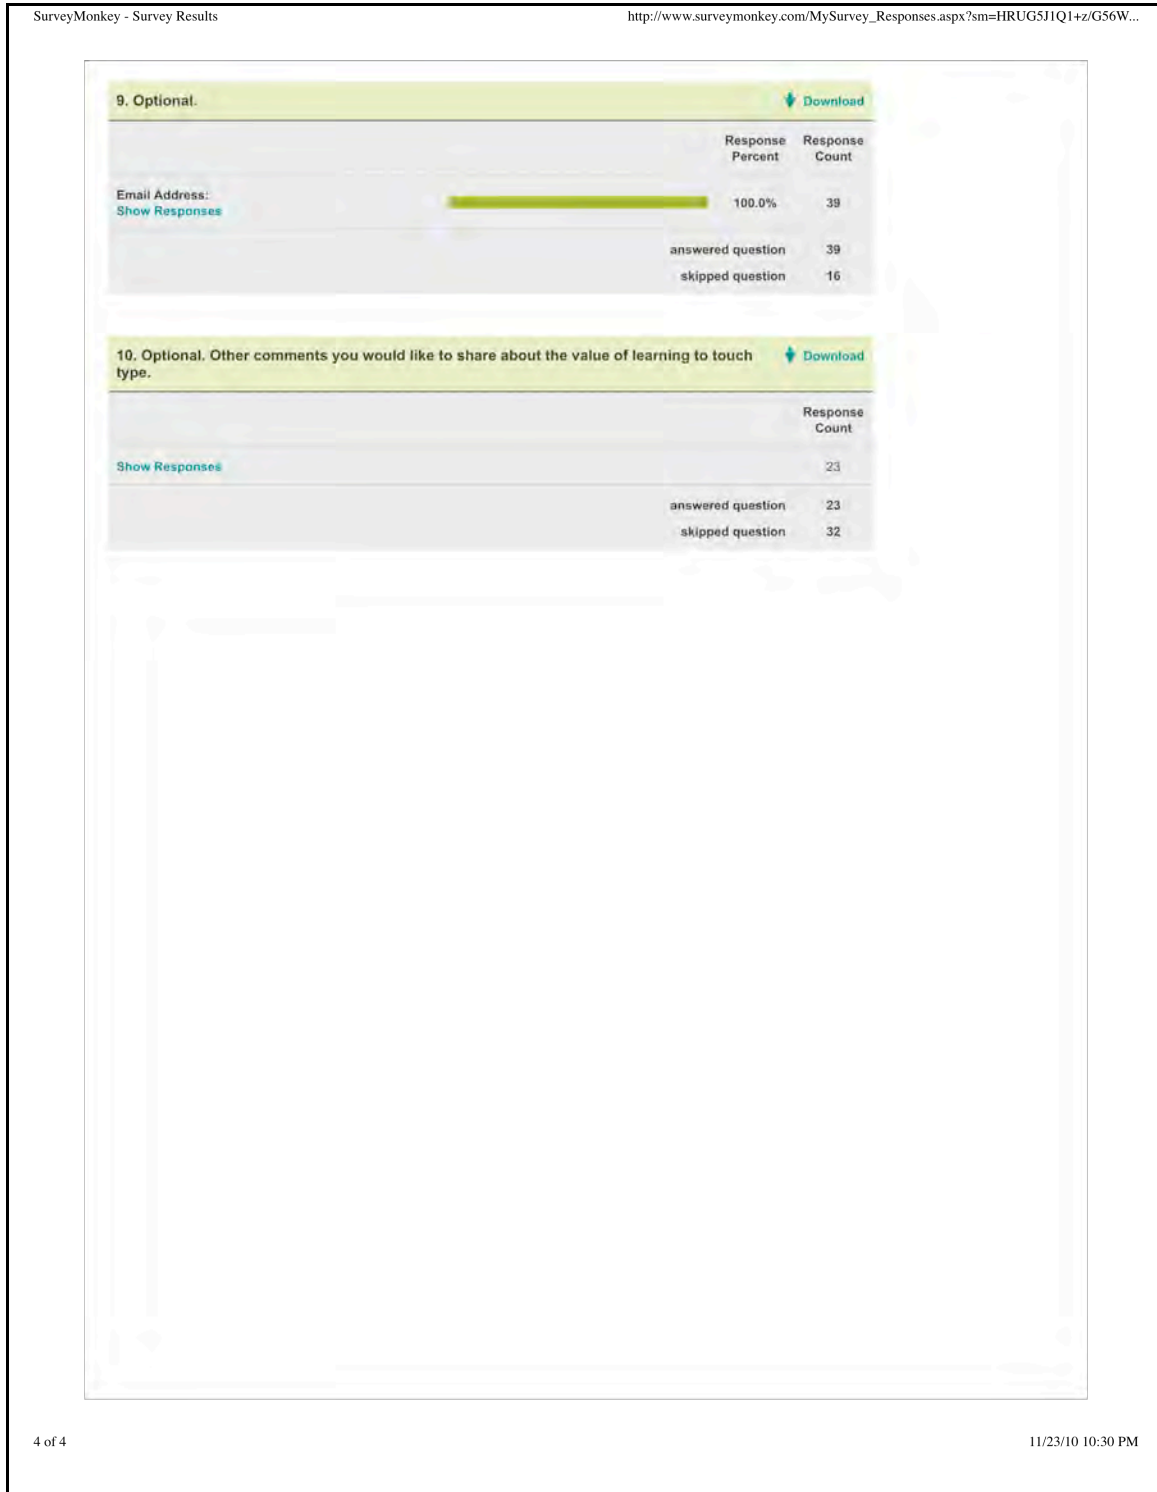 SurveyMonkey - Survey Results
http://www.surveymonkey.com/MySurvey_Responses.aspx?sm=HRUG5J1Q1+z/G56W...
9. Optional.
Download
Response Percent
Response Count
Email Address:
Show Responses
100.0%
39
answered question
39
skipped question
16
10. Optional. Other comments you would like to share about the value of learning to touch
type.
Download
Response
Count
Show Responses
23
answered question
23
skipped question
32
4 of 4
11/23/10 10:30 PM